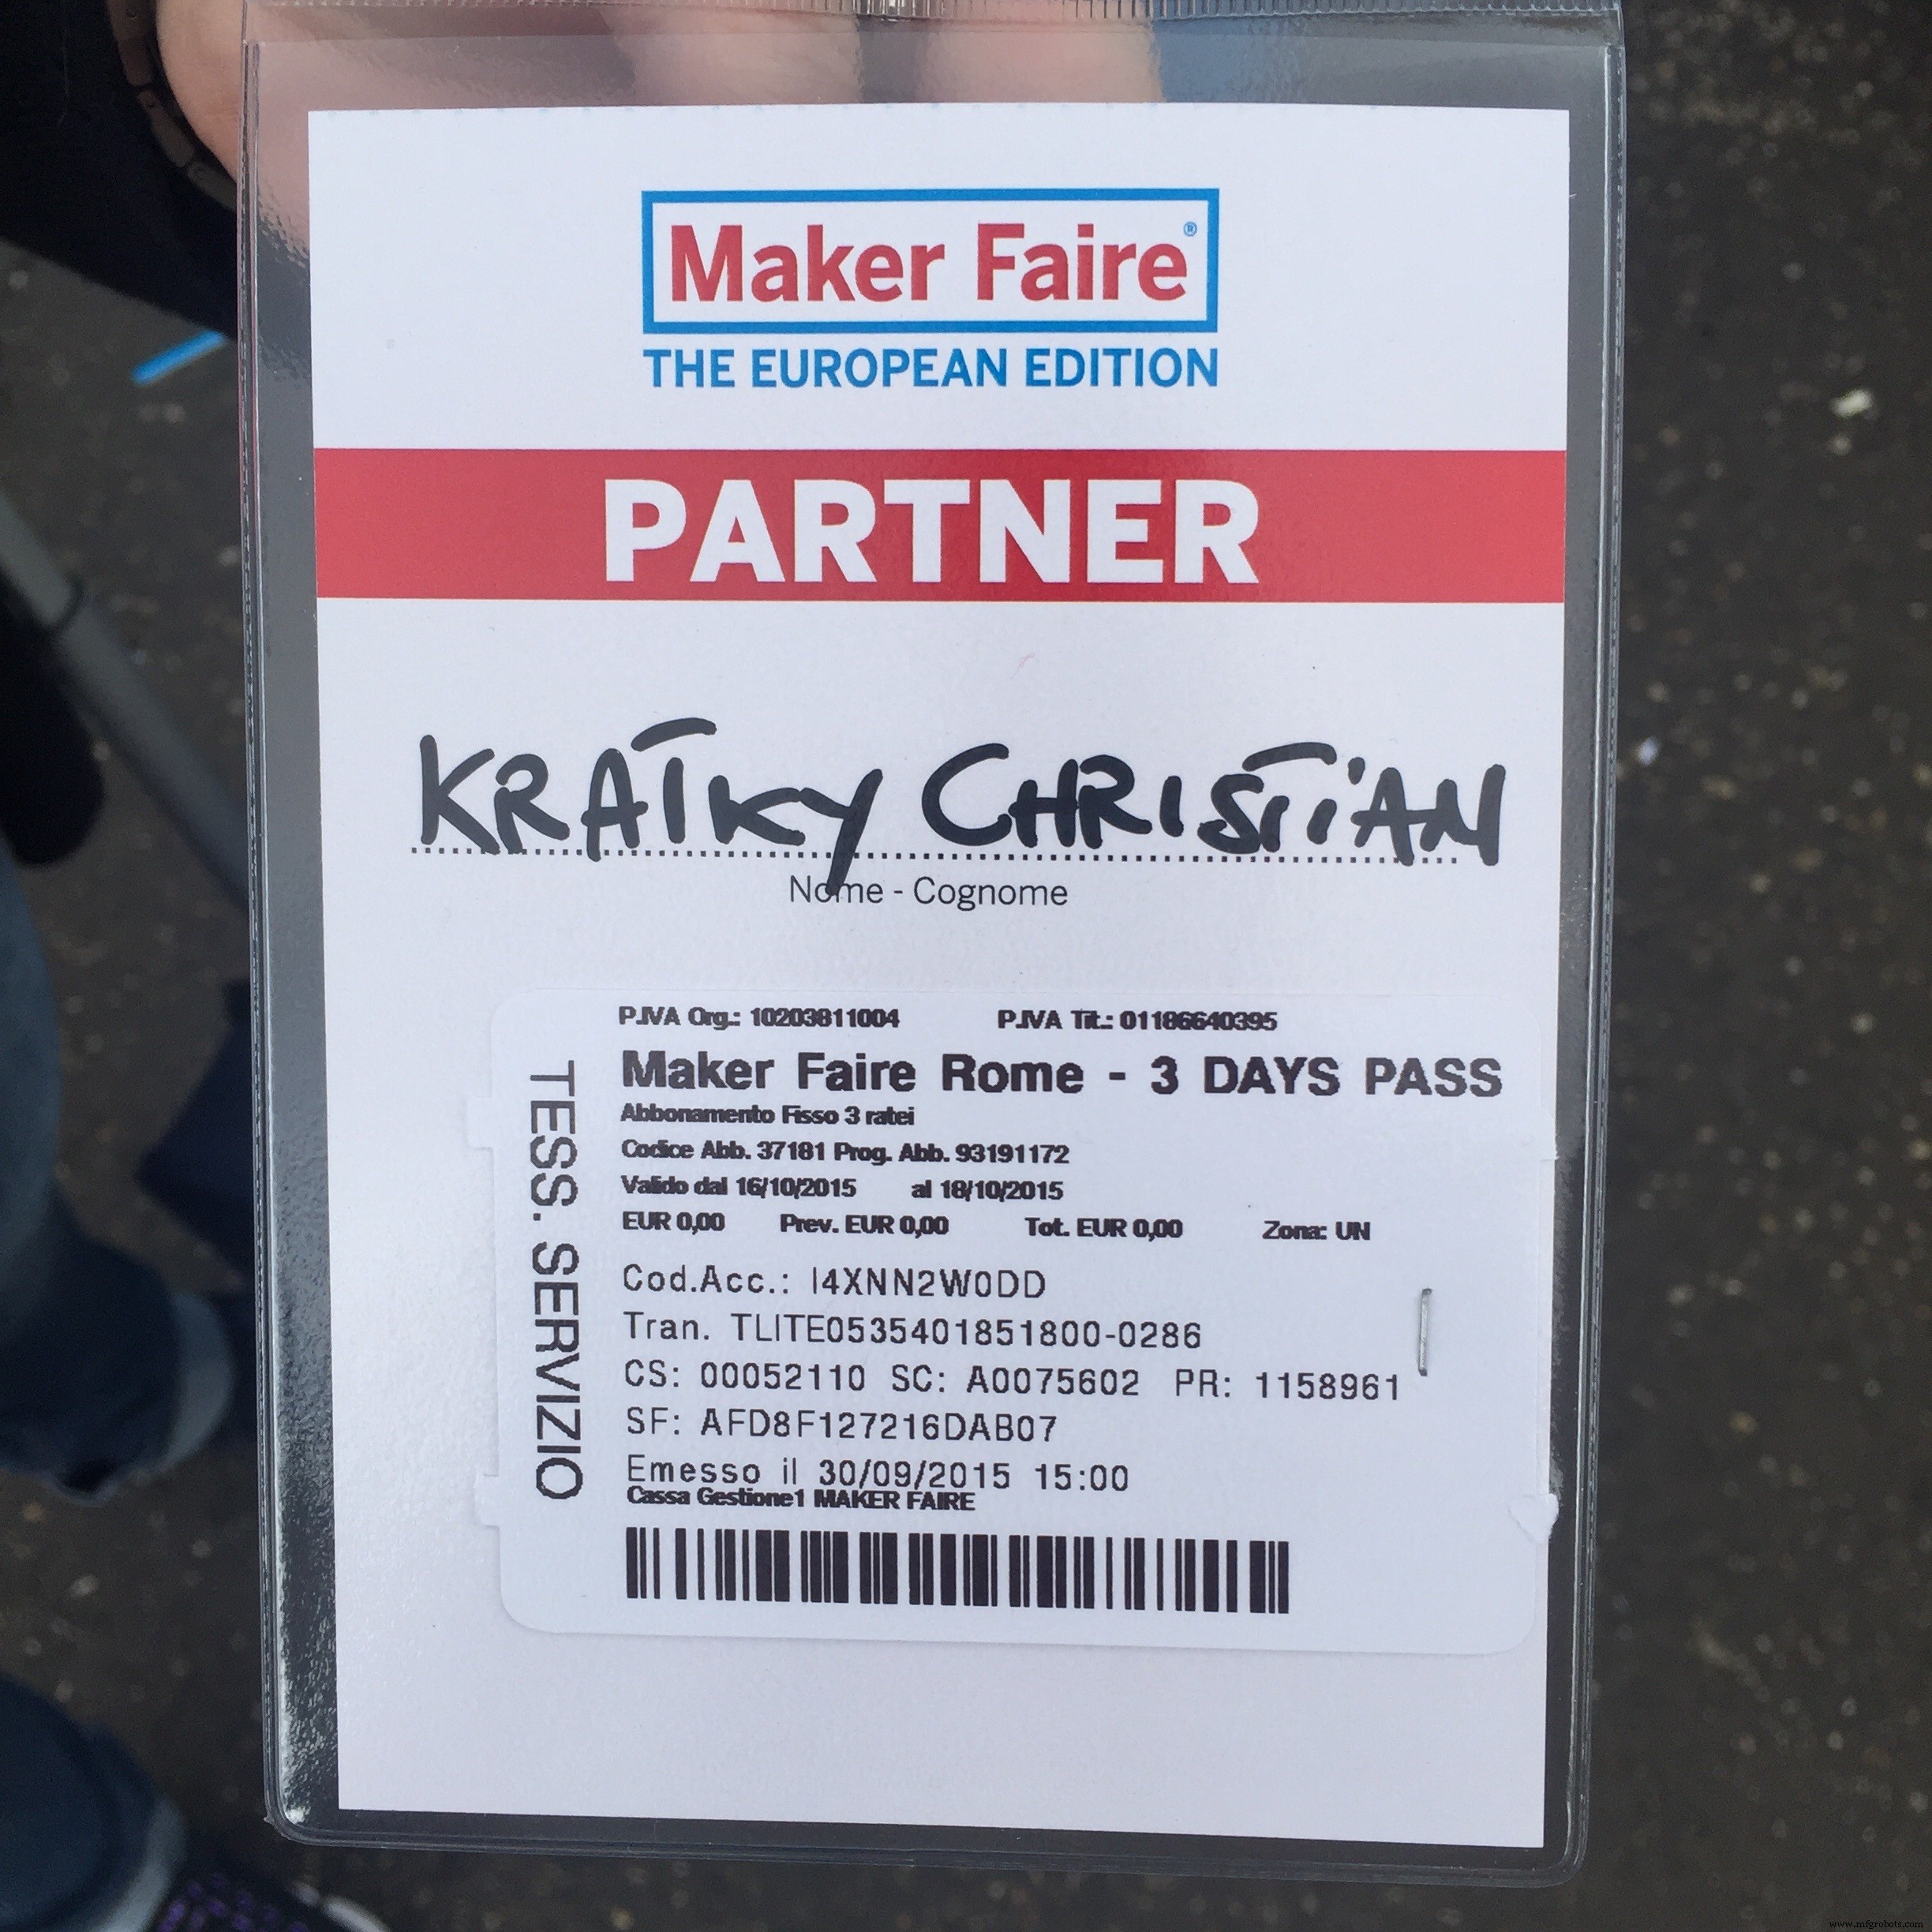 Maker Faire®
THE EUROPEAN EDITION
PARTNER
KRATKY CHRISTIAN
Nome - Cognome
P.IVA Org.: 10203811004 P.IVA Tit.: 01186640395
Maker Faire Rome - 3 DAYS PASS
Abbonamento Fisso 3 ratei
Codice Abb. 37181 Prog. Abb. 93191172
Valido dal 16/10/2015 al 18/10/2015
EUR 0,00 Prev. EUR 0,00 Tot. EUR 0,00 Zona: UN
Cod.Acc.: I4XNN2W0DD
Tran. TLITE0535401851800-0286
CS: 00052110 SC: A0075602 PR: 1158961
SF: AFD8F127216DAB07
Emesso il 30/09/2015 15:00
Cassa Gestione1 MAKER FAIRE
TESS. SERVIZIO
www.mfgrobots.com